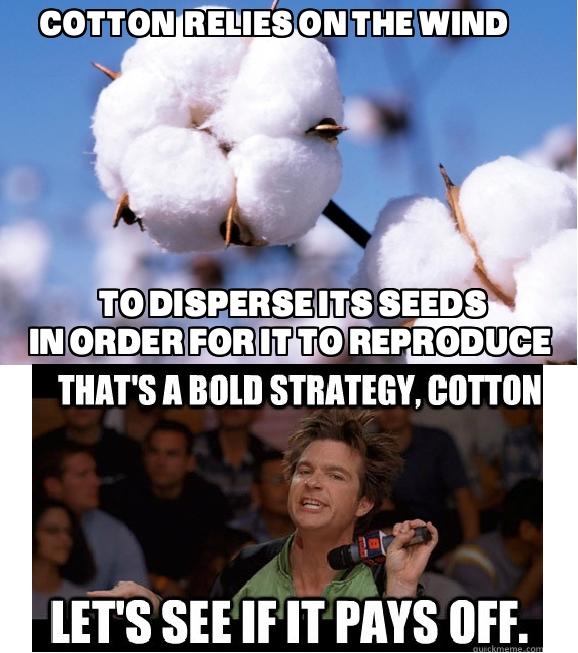 COTTON RELIES ON THE WIND
TO DISPERSE ITS SEEDS
IN ORDER FOR IT TO REPRODUCE
THAT'S A BOLD STRATEGY, COTTON
LET'S SEE IF IT PAYS OFF.
quickmeme.com